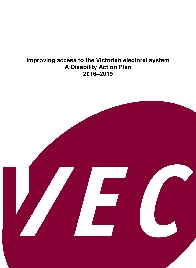 Improving access to the Victorian electoral system
A Disability Action Plan
2016–2019
VEC